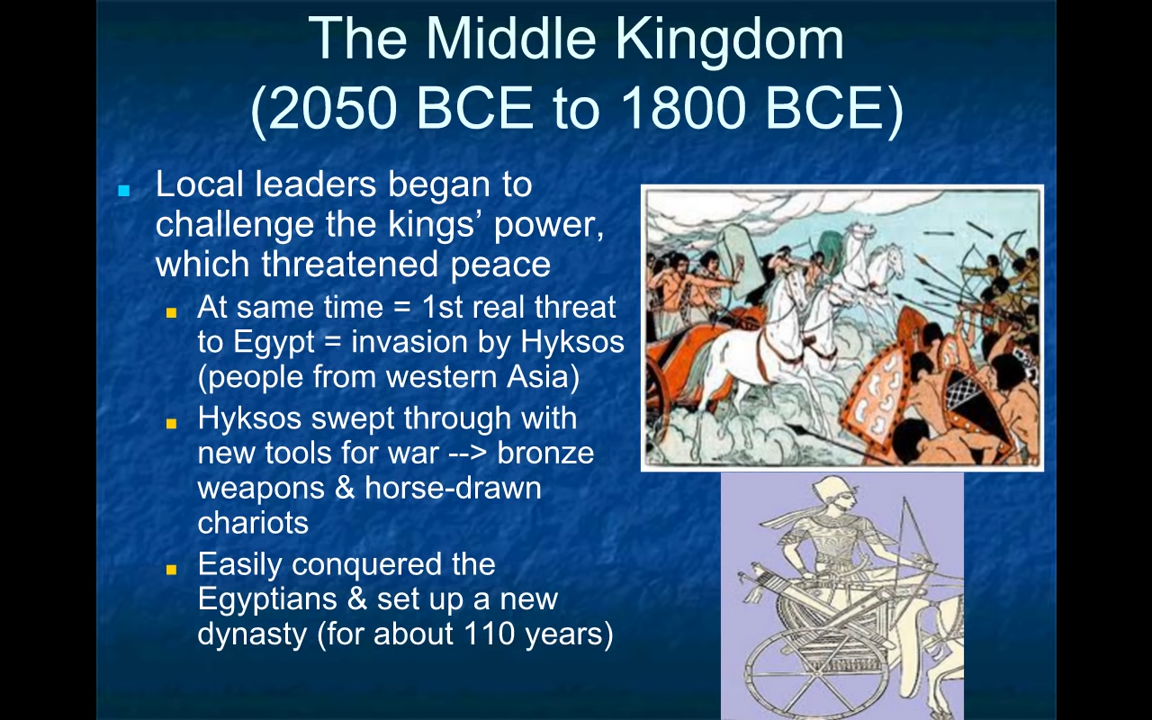 The Middle Kingdom
(2050 BCE to 1800 BCE)
Local leaders began to
challenge the kings’ power,
which threatened peace
At same time = 1st real threat
to Egypt = invasion by Hyksos
(people from western Asia)
Hyksos swept through with
new tools for war --> bronze
weapons & horse-drawn
chariots
Easily conquered the
Egyptians & set up a new
dynasty (for about 110 years)